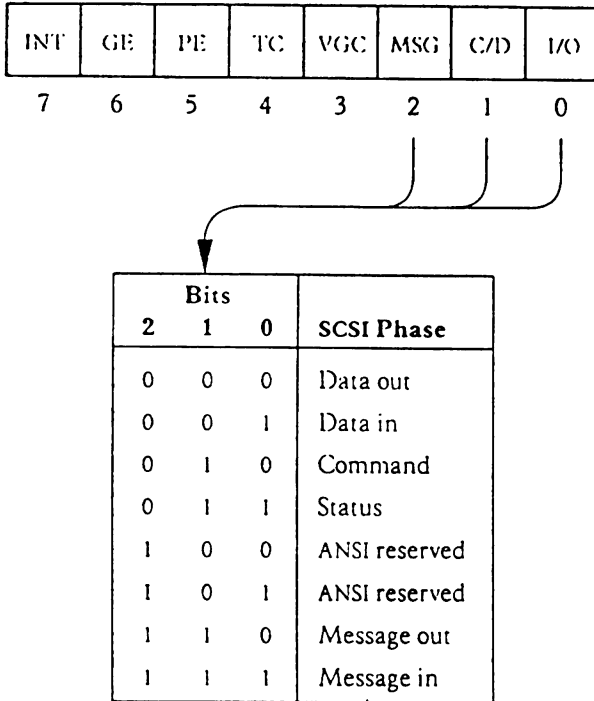 INT GE PE TC VGC MSG C/D I/O
7 6 5 4 3 2 1 0
Bits
2 1 0 SCSI Phase
0 0 0 Data out
0 0 1 Data in
0 1 0 Command
0 1 1 Status
1 0 0 ANSI reserved
1 0 1 ANSI reserved
1 1 0 Message out
1 1 1 Message in